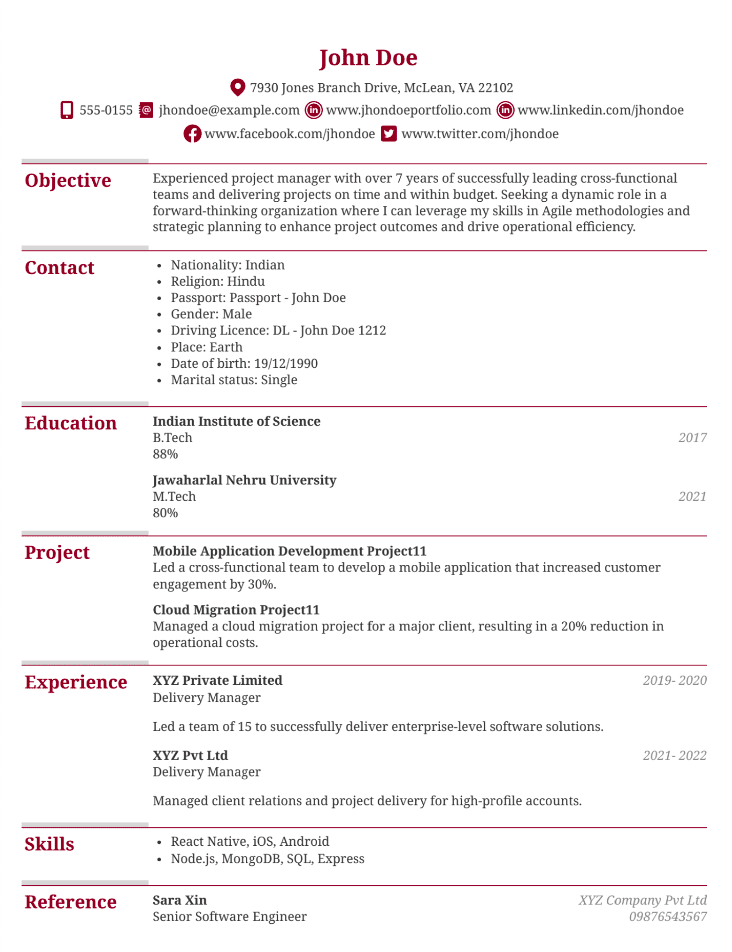 John Doe
7930 Jones Branch Drive, McLean, VA 22102
555-0155 jhondoe@example.com www.jhondoeportfolio.com www.linkedin.com/jhondoe
www.facebook.com/jhondoe www.twitter.com/jhondoe
Objective
Experienced project manager with over 7 years of successfully leading cross-functional
teams and delivering projects on time and within budget. Seeking a dynamic role in a
forward-thinking organization where I can leverage my skills in Agile methodologies and
strategic planning to enhance project outcomes and drive operational efficiency.
Contact
• Nationality: Indian
• Religion: Hindu
• Passport: Passport - John Doe
• Gender: Male
• Driving Licence: DL - John Doe 1212
• Place: Earth
• Date of birth: 19/12/1990
• Marital status: Single
Education
Indian Institute of Science
B.Tech 2017
88%
Jawaharlal Nehru University
M.Tech 2021
80%
Project
Mobile Application Development Project11
Led a cross-functional team to develop a mobile application that increased customer
engagement by 30%.
Cloud Migration Project11
Managed a cloud migration project for a major client, resulting in a 20% reduction in
operational costs.
Experience
XYZ Private Limited 2019- 2020
Delivery Manager
Led a team of 15 to successfully deliver enterprise-level software solutions.
XYZ Pvt Ltd 2021- 2022
Delivery Manager
Managed client relations and project delivery for high-profile accounts.
Skills
• React Native, iOS, Android
• Node.js, MongoDB, SQL, Express
Reference
Sara Xin XYZ Company Pvt Ltd
Senior Software Engineer 09876543567